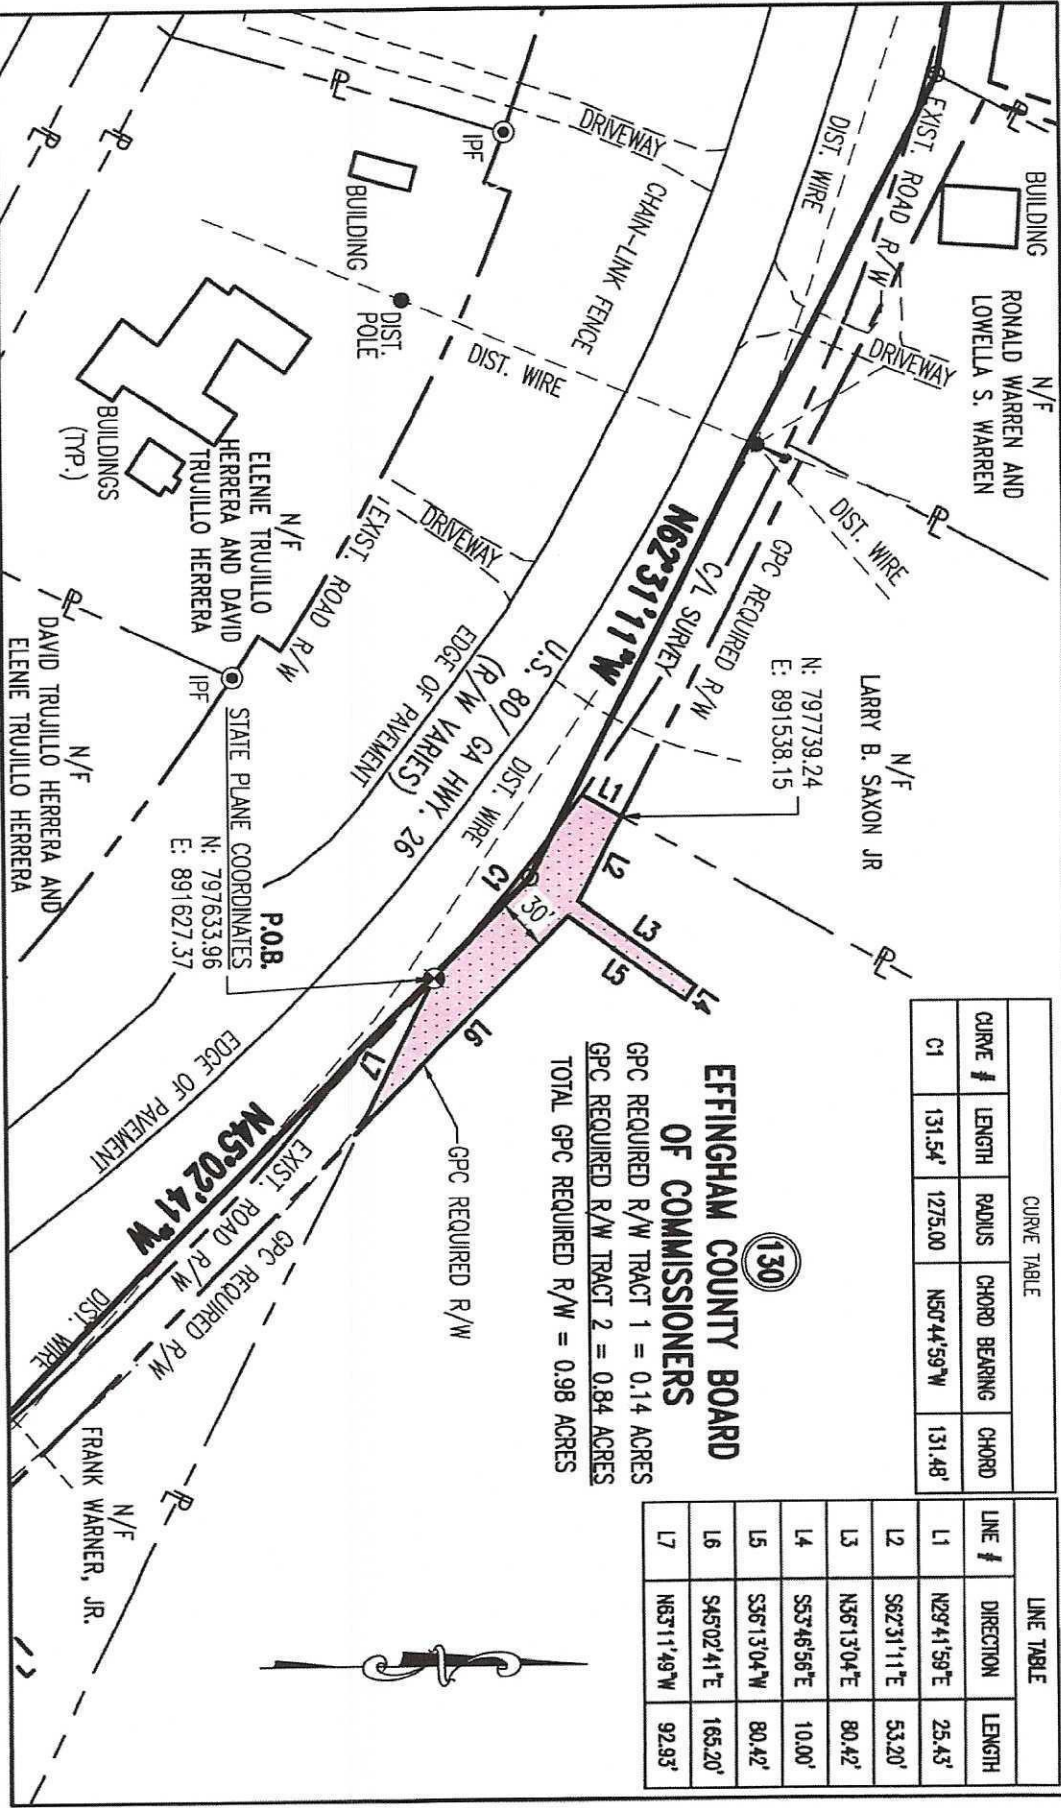 CURVE TABLE
CURVE # LENGTH RADIUS CHORD BEARING CHORD
C1 131.54' 1275.00 N50°44'59"W 131.48'
LINE TABLE
LINE # DIRECTION LENGTH
L1 N29°41'59"E 25.43'
L2 S62°31'11"E 53.20'
L3 N36°13'04"E 80.42'
L4 S53°46'56"E 10.00'
L5 S36°13'04"W 80.42'
L6 S45°02'41"E 165.20'
L7 N63°11'49"W 92.93'
130
EFFINGHAM COUNTY BOARD
OF COMMISSIONERS
GPC REQUIRED R/W TRACT 1 = 0.14 ACRES
GPC REQUIRED R/W TRACT 2 = 0.84 ACRES
TOTAL GPC REQUIRED R/W = 0.98 ACRES
BUILDING
N/F
RONALD WARREN AND
LOWELLA S. WARREN
PL
EXIST. ROAD R/W
DIST. WIRE
DRIVEWAY
PL
DIST. WIRE
GPC REQUIRED R/W
C/L SURVEY
N62°31'11"W
N/F
LARRY B. SAXON JR
N: 797739.24
E: 891538.15
PL
L1
L2
L3
L4
L5
L6
L7
C1
30'
GPC REQUIRED R/W
DRIVEWAY
CHAIN-LINK FENCE
PL
IPF
BUILDING
DIST.
POLE
DIST. WIRE
U.S. 80/ GA HWY. 26
(R/W VARIES)
EDGE OF PAVEMENT
DIST. WIRE
DRIVEWAY
EXIST. ROAD R/W
PL
PL
BUILDINGS
(TYP.)
N/F
ELENIE TRUJILLO
HERRERA AND DAVID
TRUJILLO HERRERA
IPF
PL
N/F
DAVID TRUJILLO HERRERA AND
ELENIE TRUJILLO HERRERA
P.O.B.
STATE PLANE COORDINATES
N: 797633.96
E: 891627.37
EDGE OF PAVEMENT
N45°02'41"W
EXIST. ROAD R/W
GPC REQUIRED R/W
DIST. WIRE
PL
N/F
FRANK WARNER, JR.